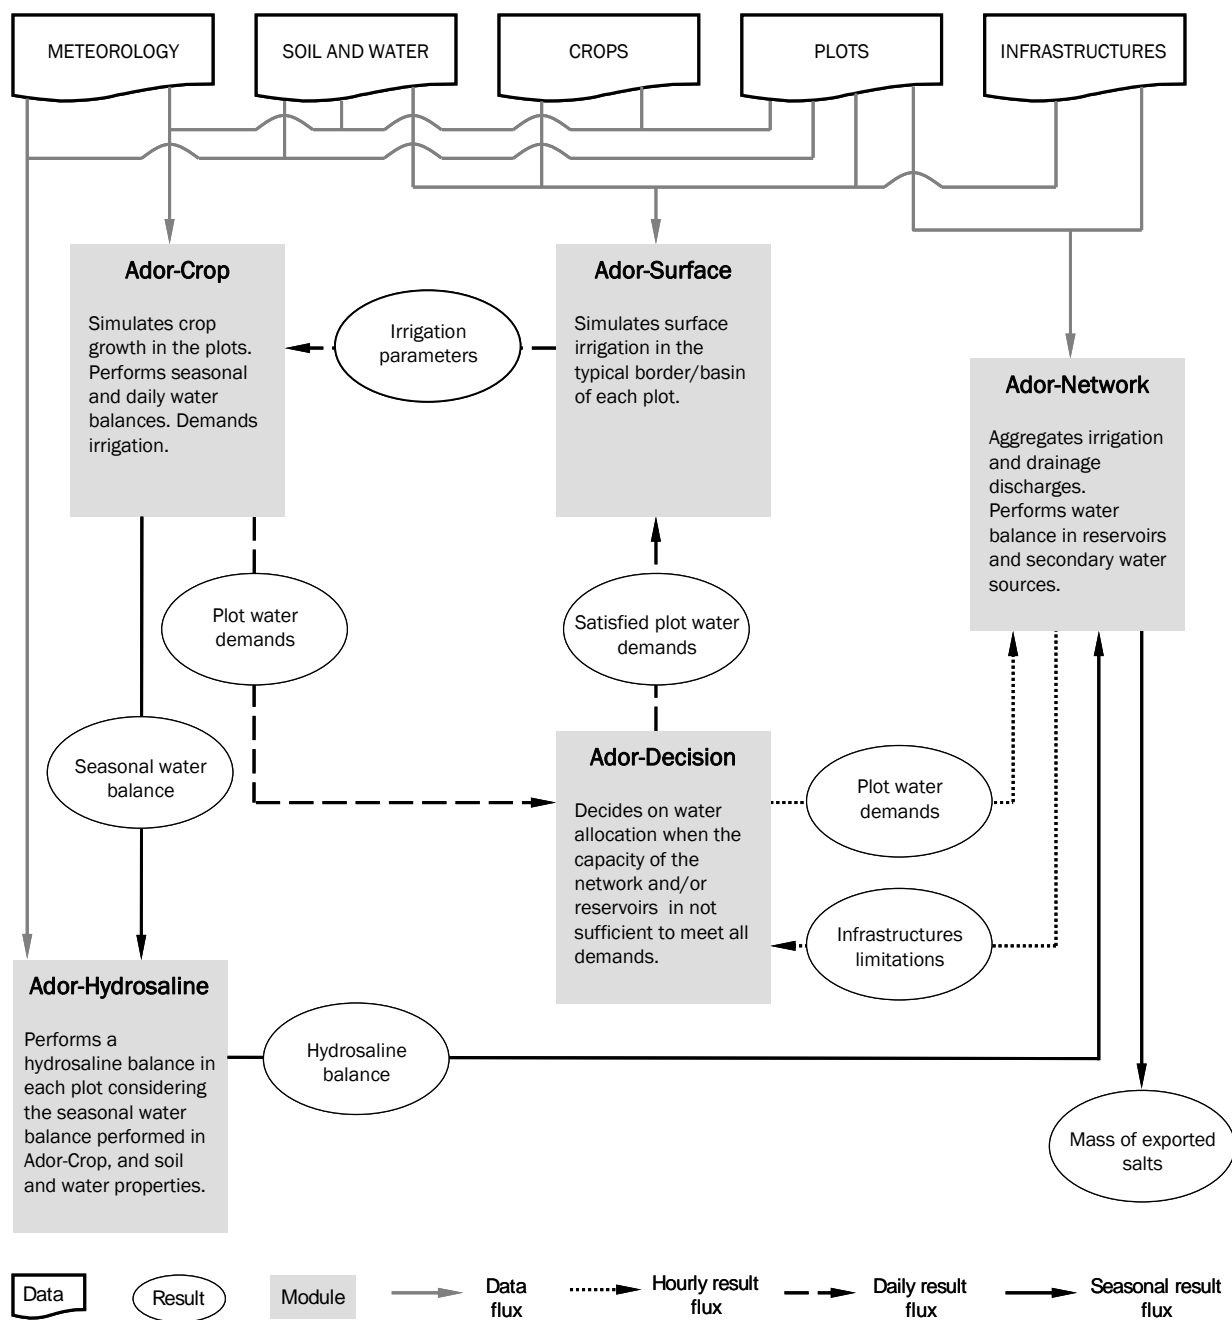 METEOROLOGY
SOIL AND WATER
CROPS
PLOTS
INFRASTRUCTURES
Ador-Crop
Simulates crop
growth in the plots.
Performs seasonal
and daily water
balances. Demands
irrigation.
Irrigation
parameters
Ador-Surface
Simulates surface
irrigation in the
typical border/basin
of each plot.
Ador-Network
Aggregates irrigation
and drainage
discharges.
Performs water
balance in reservoirs
and secondary water
sources.
Plot water
demands
Satisfied plot water
demands
Seasonal water
balance
Ador-Decision
Decides on water
allocation when the
capacity of the
network and/or
reservoirs in not
sufficient to meet all
demands.
Plot water
demands
Infrastructures
limitations
Ador-Hydrosaline
Performs a
hydrosaline balance in
each plot considering
the seasonal water
balance performed in
Ador-Crop, and soil
and water properties.
Hydrosaline
balance
Mass of exported
salts
Data
Result
Module
Data
flux
Hourly result
flux
Daily result
flux
Seasonal result
flux